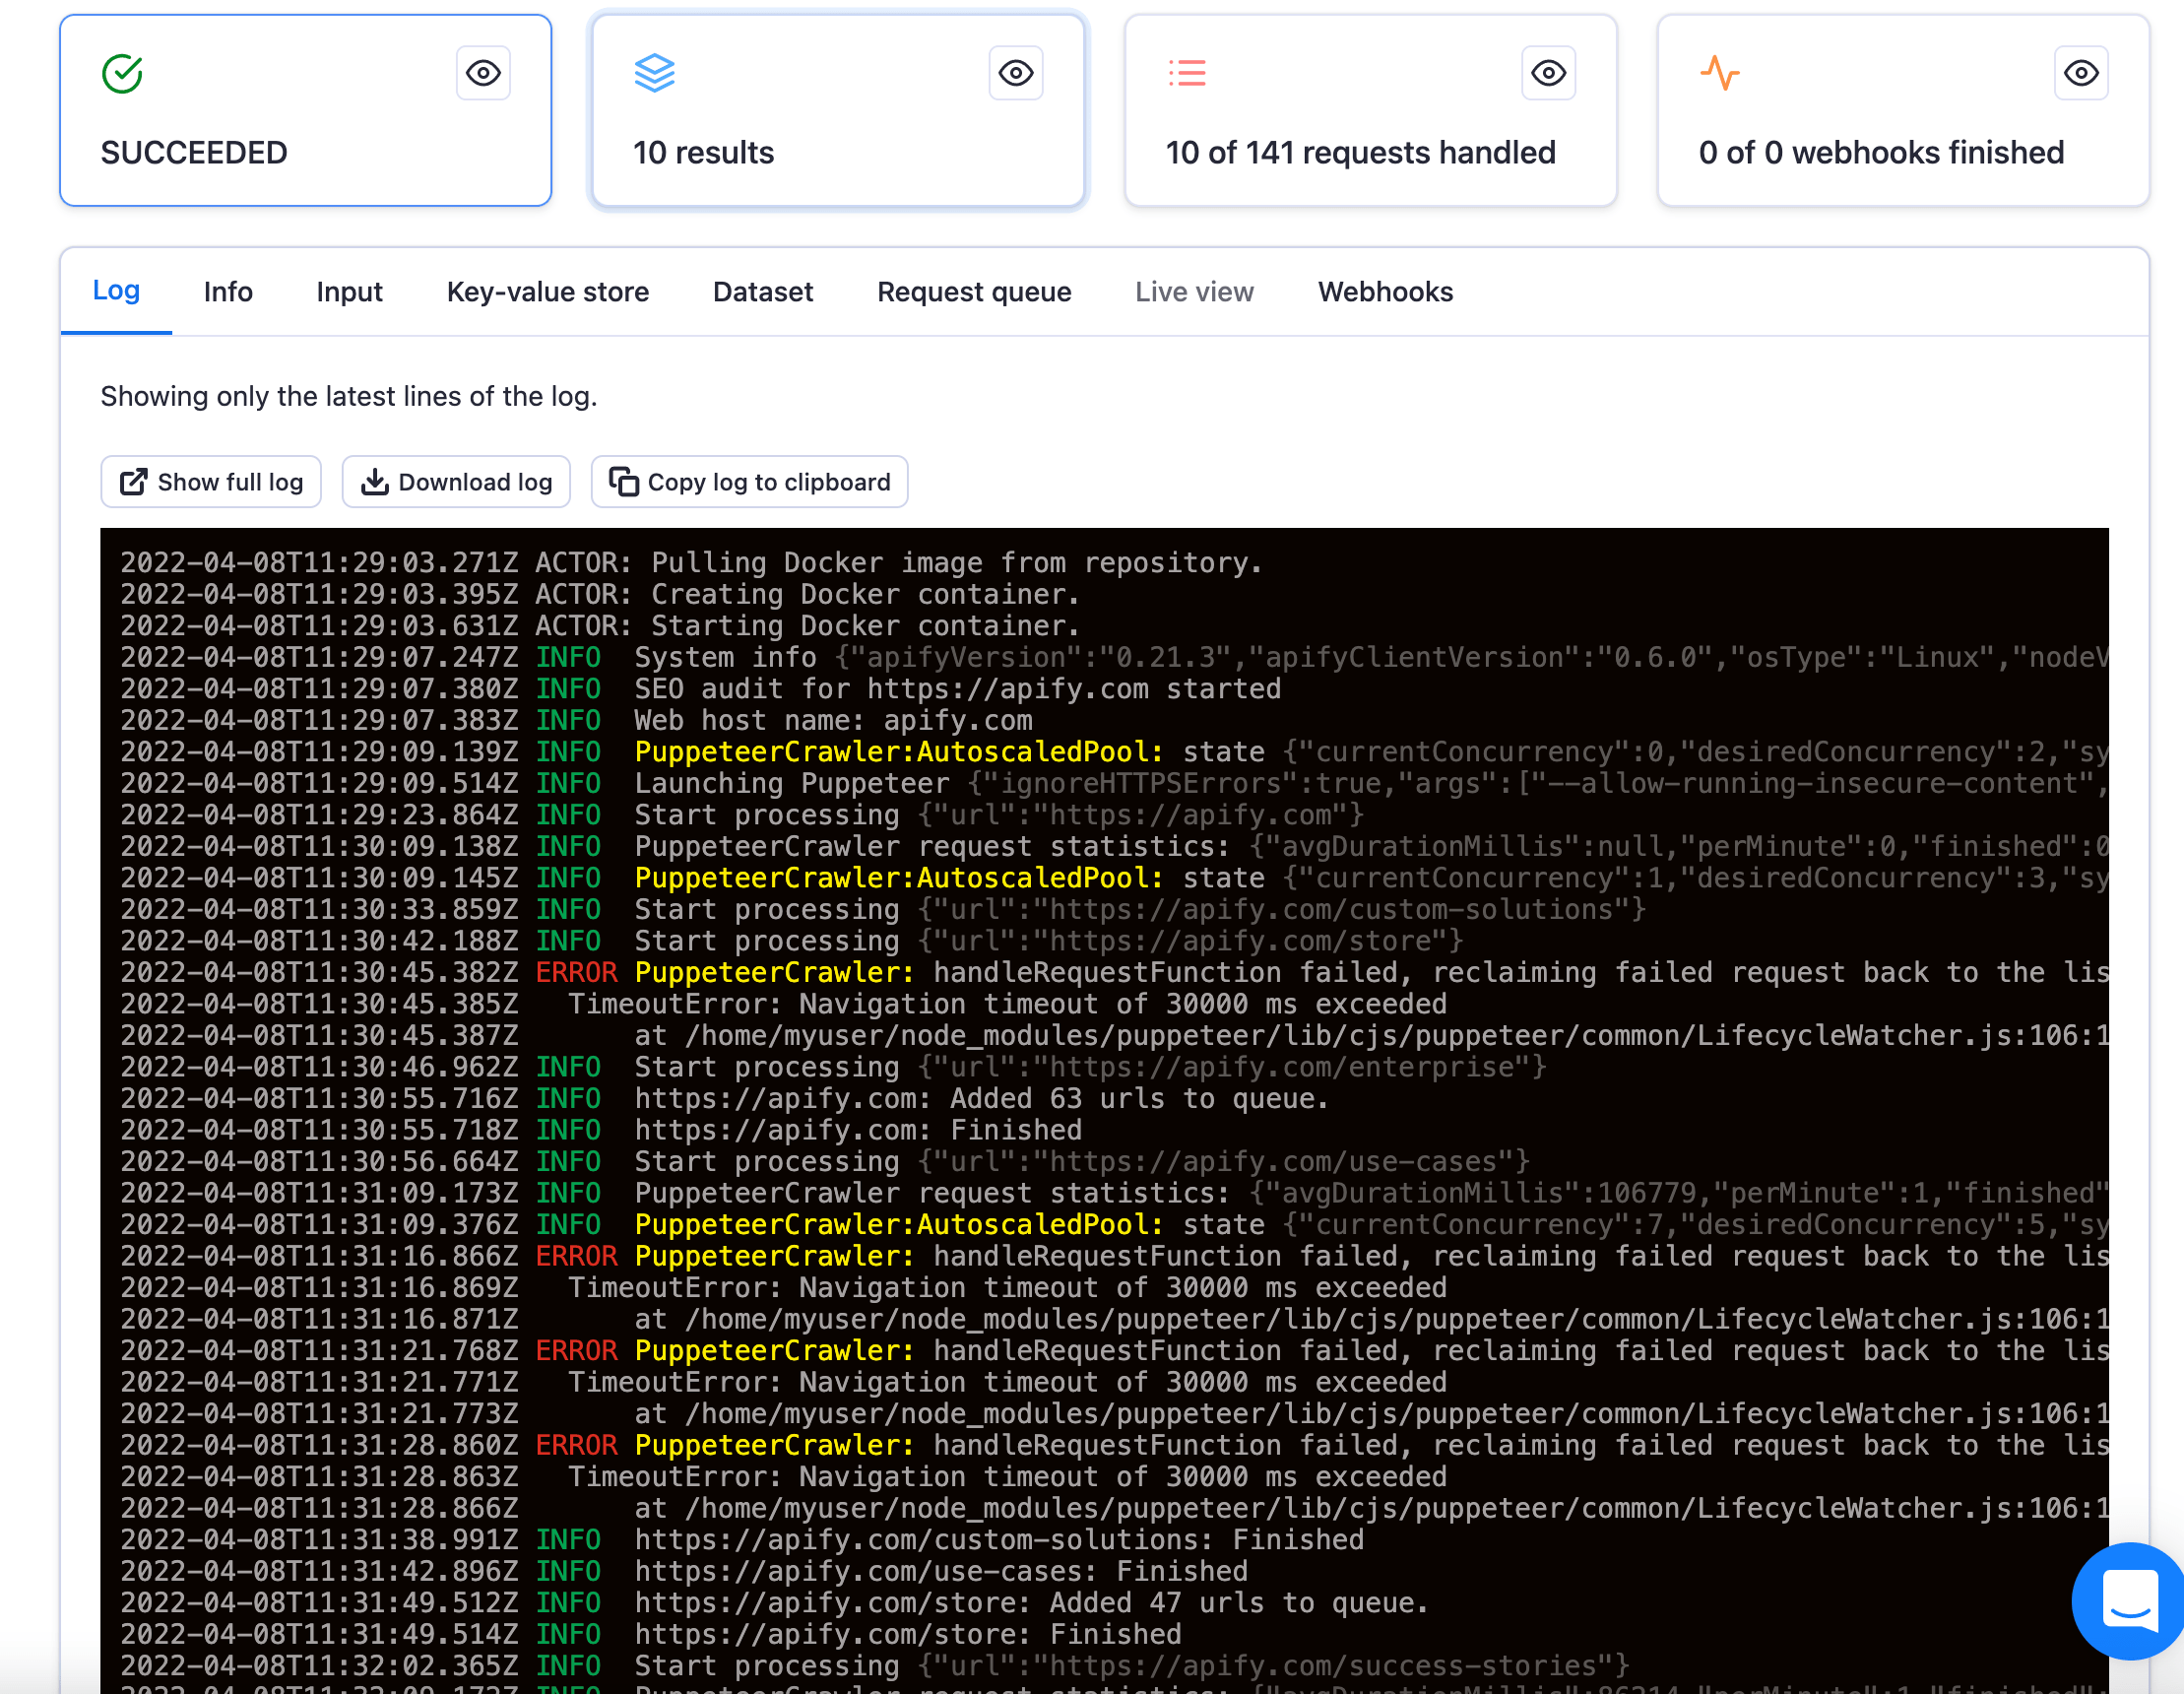 SUCCEEDED
10 results
10 of 141 requests handled
0 of 0 webhooks finished
Log Info Input Key-value store Dataset Request queue Live view Webhooks
Showing only the latest lines of the log.
Show full log Download log Copy log to clipboard
2022-04-08T11:29:03.271Z ACTOR: Pulling Docker image from repository.
2022-04-08T11:29:03.395Z ACTOR: Creating Docker container.
2022-04-08T11:29:03.631Z ACTOR: Starting Docker container.
2022-04-08T11:29:07.247Z INFO System info {"apifyVersion":"0.21.3","apifyClientVersion":"0.6.0","osType":"Linux","nodeV
2022-04-08T11:29:07.380Z INFO SEO audit for https://apify.com started
2022-04-08T11:29:07.383Z INFO Web host name: apify.com
2022-04-08T11:29:09.139Z INFO PuppeteerCrawler:AutoscaledPool: state {"currentConcurrency":0,"desiredConcurrency":2,"sy
2022-04-08T11:29:09.514Z INFO Launching Puppeteer {"ignoreHTTPSErrors":true,"args":["--allow-running-insecure-content",
2022-04-08T11:29:23.864Z INFO Start processing {"url":"https://apify.com"}
2022-04-08T11:30:09.138Z INFO PuppeteerCrawler request statistics: {"avgDurationMillis":null,"perMinute":0,"finished":0
2022-04-08T11:30:09.145Z INFO PuppeteerCrawler:AutoscaledPool: state {"currentConcurrency":1,"desiredConcurrency":3,"sy
2022-04-08T11:30:33.859Z INFO Start processing {"url":"https://apify.com/custom-solutions"}
2022-04-08T11:30:42.188Z INFO Start processing {"url":"https://apify.com/store"}
2022-04-08T11:30:45.382Z ERROR PuppeteerCrawler: handleRequestFunction failed, reclaiming failed request back to the lis
2022-04-08T11:30:45.385Z TimeoutError: Navigation timeout of 30000 ms exceeded
2022-04-08T11:30:45.387Z at /home/myuser/node_modules/puppeteer/lib/cjs/puppeteer/common/LifecycleWatcher.js:106:1
2022-04-08T11:30:46.962Z INFO Start processing {"url":"https://apify.com/enterprise"}
2022-04-08T11:30:55.716Z INFO https://apify.com: Added 63 urls to queue.
2022-04-08T11:30:55.718Z INFO https://apify.com: Finished
2022-04-08T11:30:56.664Z INFO Start processing {"url":"https://apify.com/use-cases"}
2022-04-08T11:31:09.173Z INFO PuppeteerCrawler request statistics: {"avgDurationMillis":106779,"perMinute":1,"finished"
2022-04-08T11:31:09.376Z INFO PuppeteerCrawler:AutoscaledPool: state {"currentConcurrency":7,"desiredConcurrency":5,"sy
2022-04-08T11:31:16.866Z ERROR PuppeteerCrawler: handleRequestFunction failed, reclaiming failed request back to the lis
2022-04-08T11:31:16.869Z TimeoutError: Navigation timeout of 30000 ms exceeded
2022-04-08T11:31:16.871Z at /home/myuser/node_modules/puppeteer/lib/cjs/puppeteer/common/LifecycleWatcher.js:106:1
2022-04-08T11:31:21.768Z ERROR PuppeteerCrawler: handleRequestFunction failed, reclaiming failed request back to the lis
2022-04-08T11:31:21.771Z TimeoutError: Navigation timeout of 30000 ms exceeded
2022-04-08T11:31:21.773Z at /home/myuser/node_modules/puppeteer/lib/cjs/puppeteer/common/LifecycleWatcher.js:106:1
2022-04-08T11:31:28.860Z ERROR PuppeteerCrawler: handleRequestFunction failed, reclaiming failed request back to the lis
2022-04-08T11:31:28.863Z TimeoutError: Navigation timeout of 30000 ms exceeded
2022-04-08T11:31:28.866Z at /home/myuser/node_modules/puppeteer/lib/cjs/puppeteer/common/LifecycleWatcher.js:106:1
2022-04-08T11:31:38.991Z INFO https://apify.com/custom-solutions: Finished
2022-04-08T11:31:42.896Z INFO https://apify.com/use-cases: Finished
2022-04-08T11:31:49.512Z INFO https://apify.com/store: Added 47 urls to queue.
2022-04-08T11:31:49.514Z INFO https://apify.com/store: Finished
2022-04-08T11:32:02.365Z INFO Start processing {"url":"https://apify.com/success-stories"}